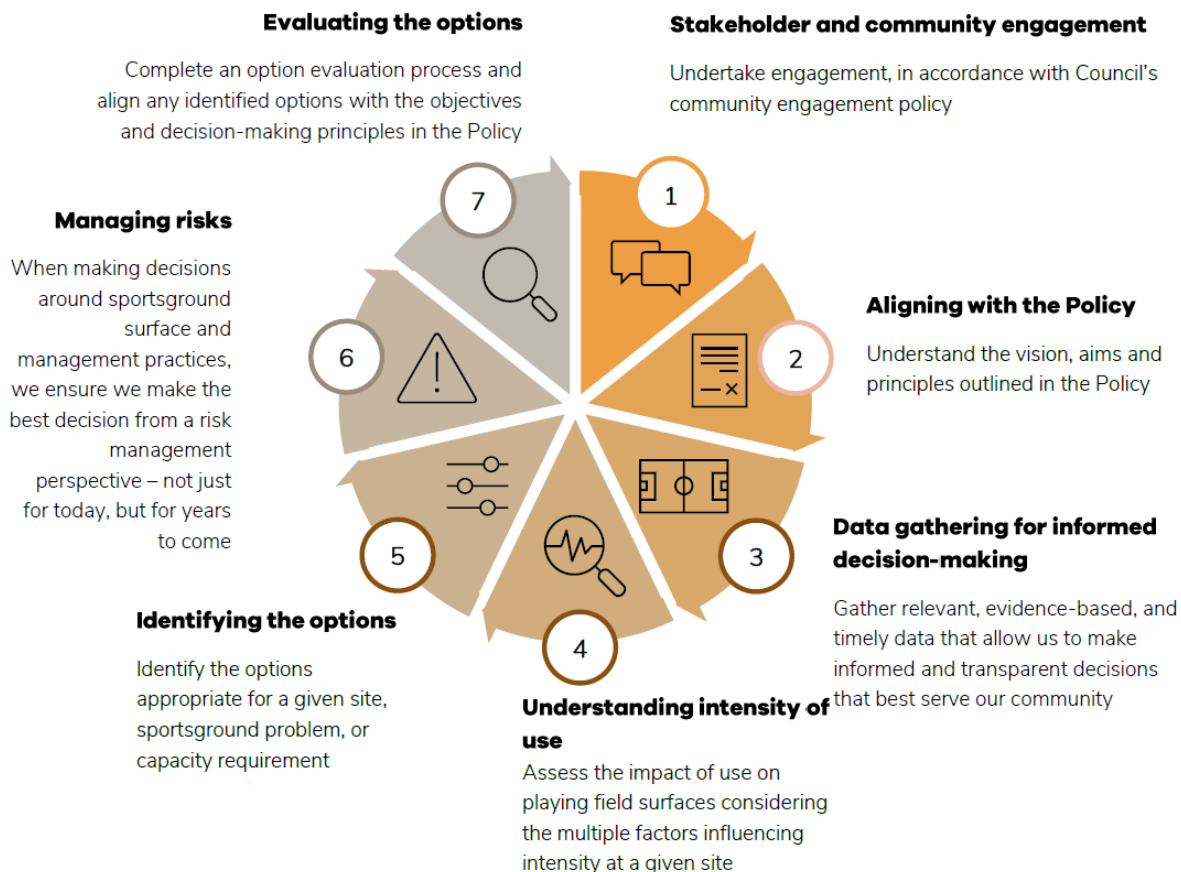 Stakeholder and community engagement
Undertake engagement, in accordance with Council's
community engagement policy
1
Aligning with the Policy
Understand the vision, aims and
principles outlined in the Policy
2
Data gathering for informed
decision-making
Gather relevant, evidence-based, and
timely data that allow us to make
informed and transparent decisions
that best serve our community
3
Understanding intensity of
use
Assess the impact of use on
playing field surfaces considering
the multiple factors influencing
intensity at a given site
4
Identifying the options
Identify the options
appropriate for a given site,
sportsground problem, or
capacity requirement
5
Managing risks
When making decisions
around sportsground
surface and
management practices,
we ensure we make the
best decision from a risk
management
perspective – not just
for today, but for years
to come
6
Evaluating the options
Complete an option evaluation process and
align any identified options with the objectives
and decision-making principles in the Policy
7